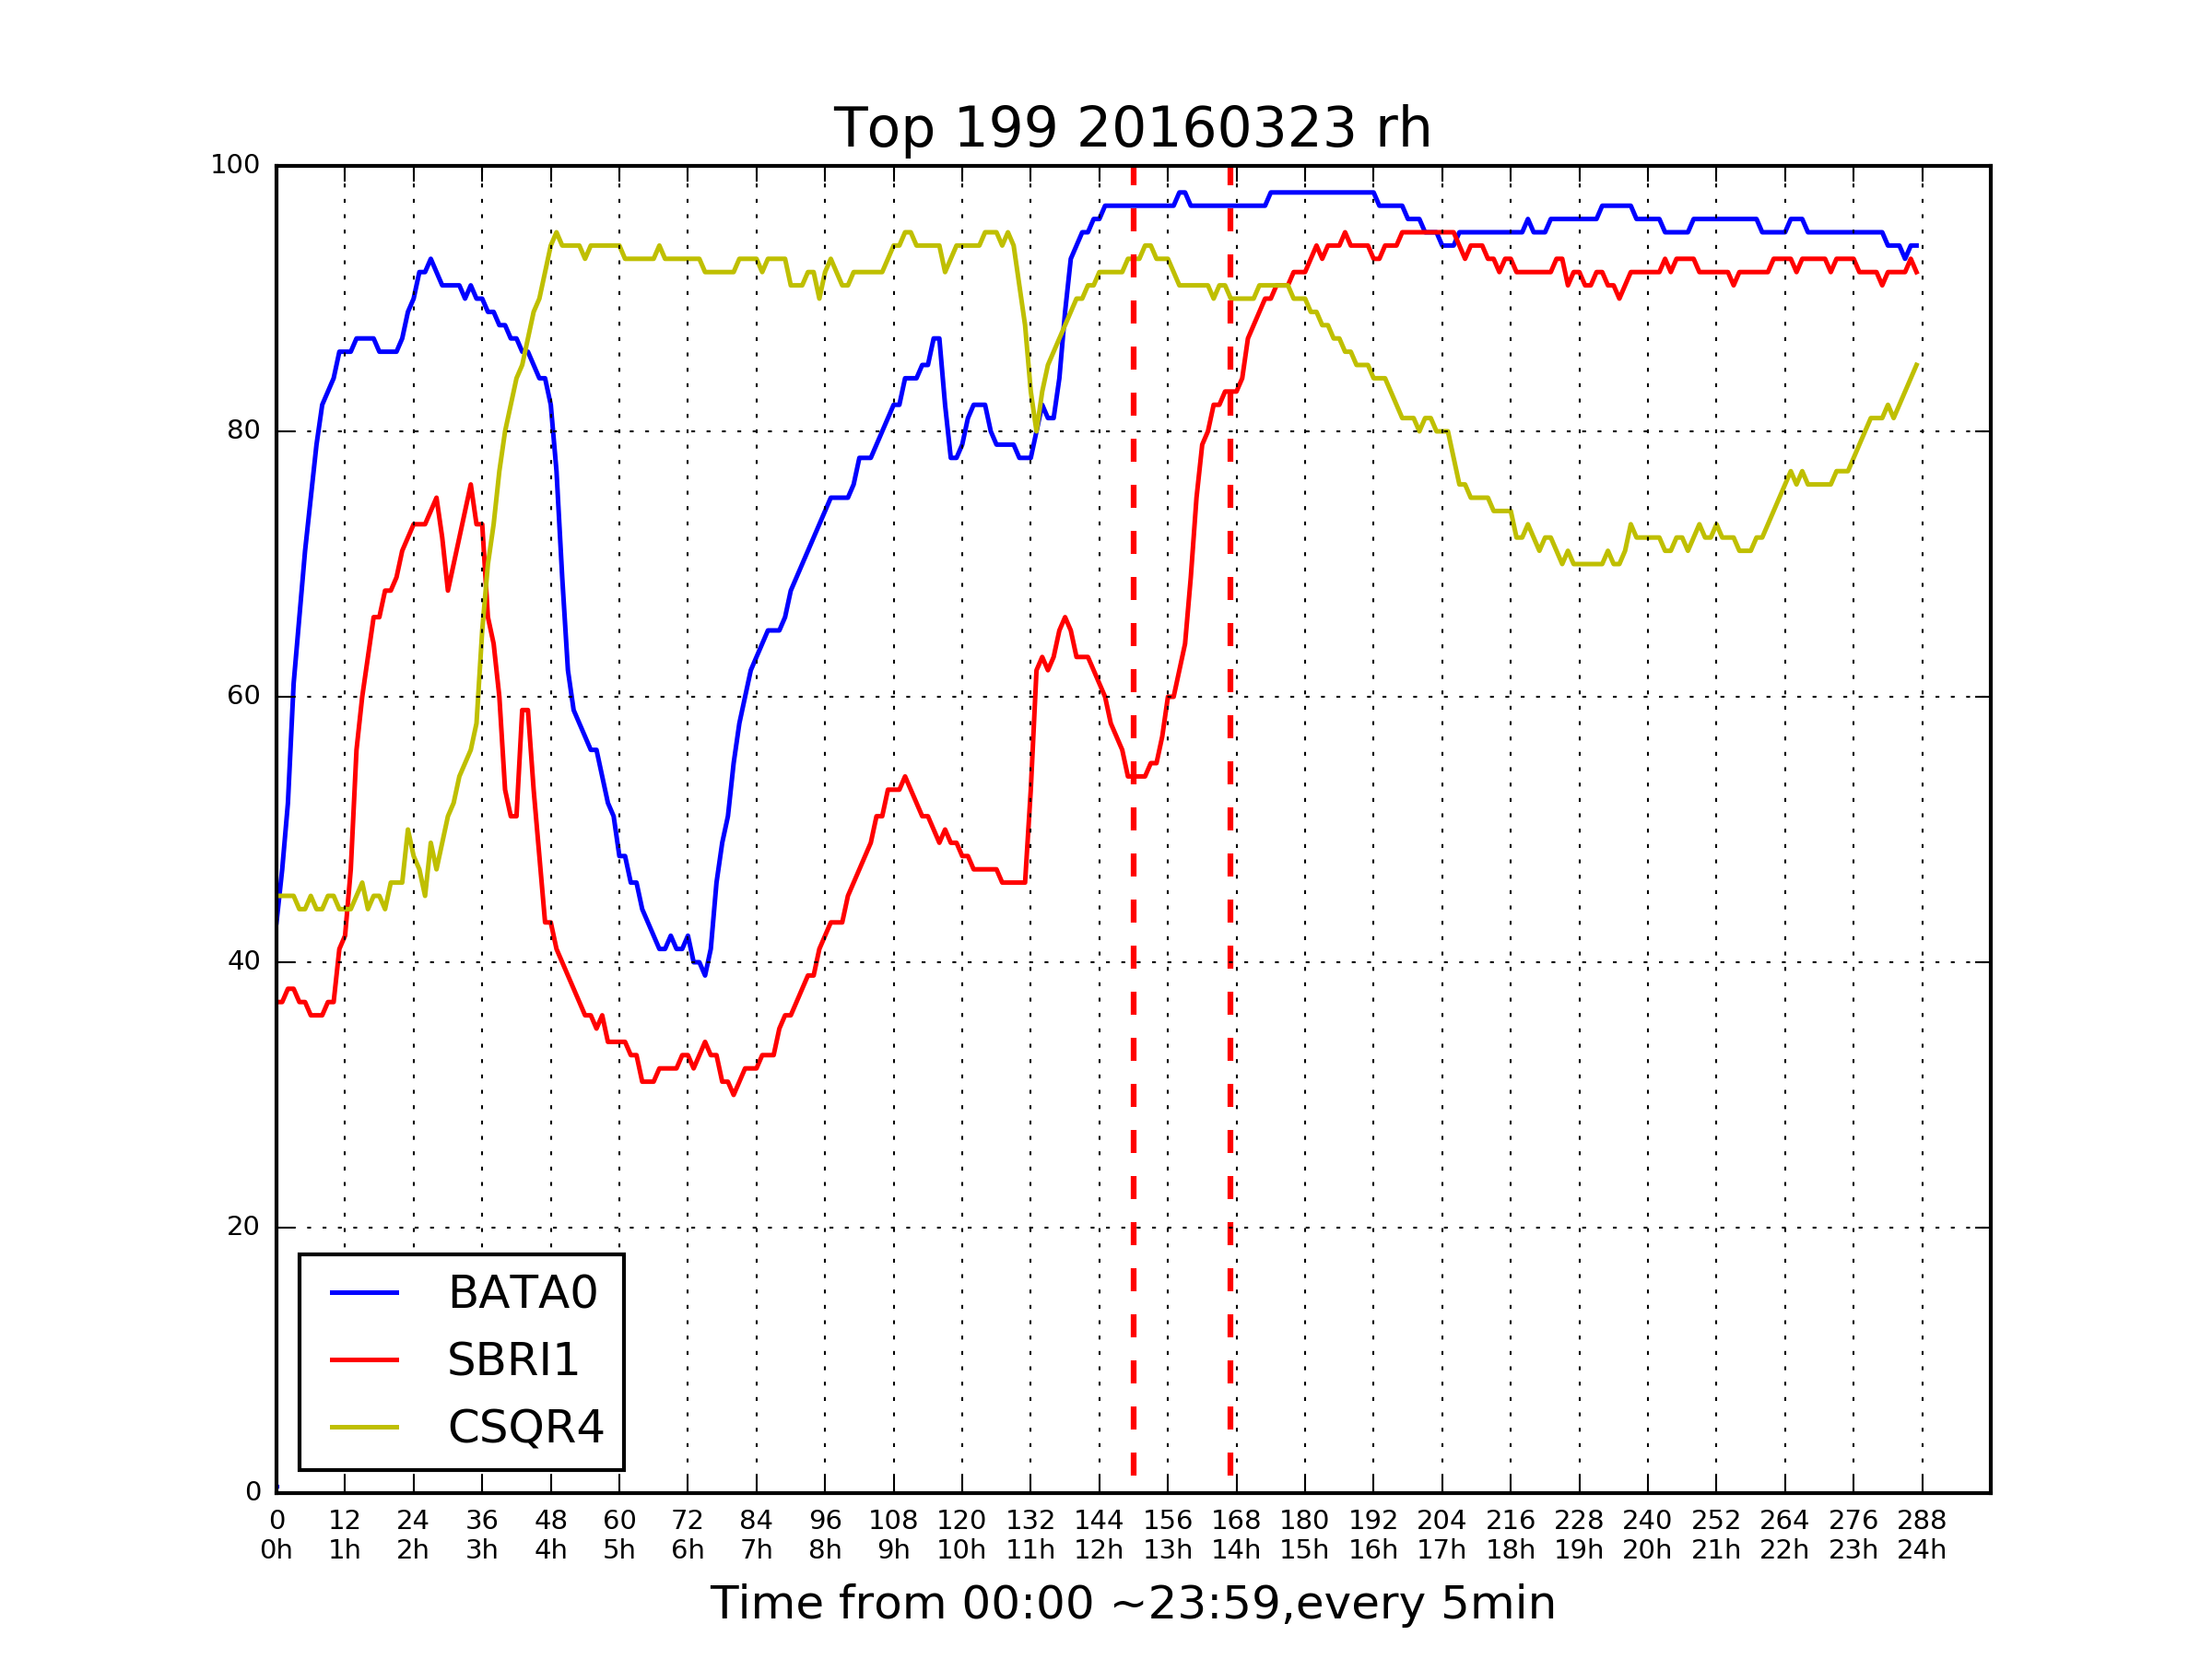 Top 199 20160323 rh
100
80
60
40
20
0
BATA0
SBRI1
CSQR4
0 12 24 36 48 60 72 84 96 108 120 132 144 156 168 180 192 204 216 228 240 252 264 276 288
0h 1h 2h 3h 4h 5h 6h 7h 8h 9h 10h 11h 12h 13h 14h 15h 16h 17h 18h 19h 20h 21h 22h 23h 24h
Time from 00:00 ~23:59,every 5min